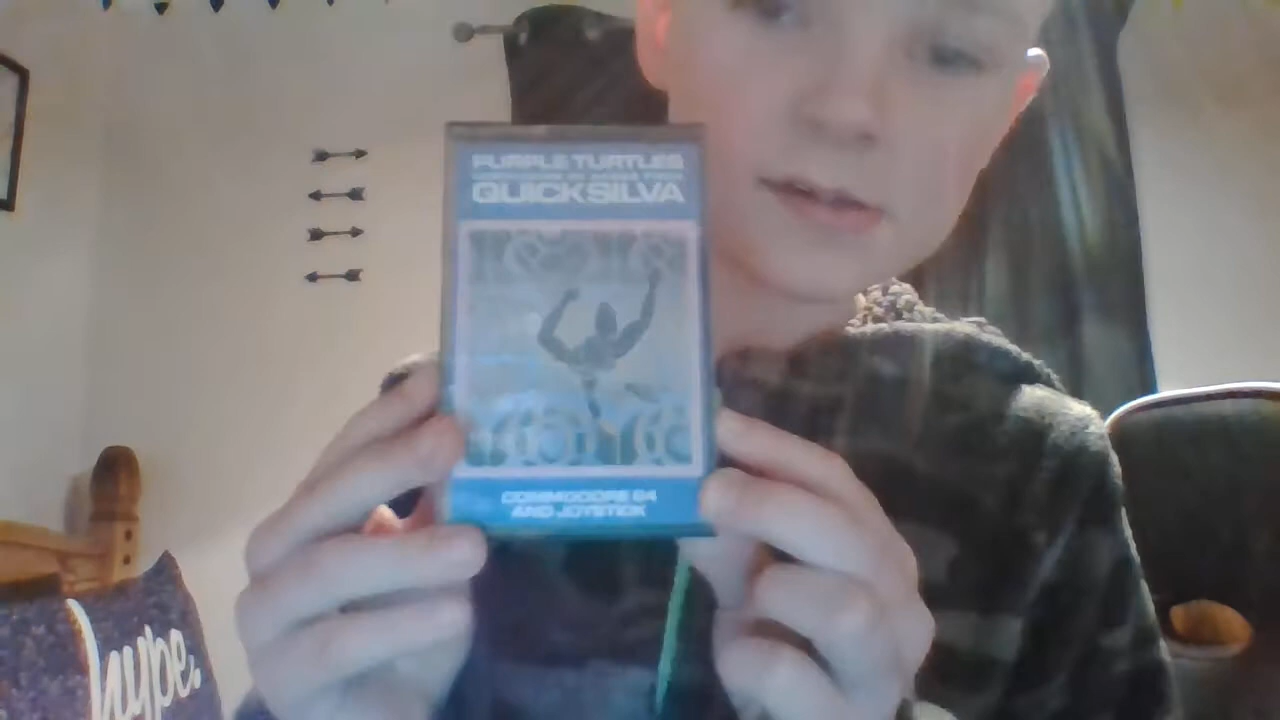 PURPLE TURTLES
QUICKSILVA
COMMODORE 64
AND JOYSTICK
hype.